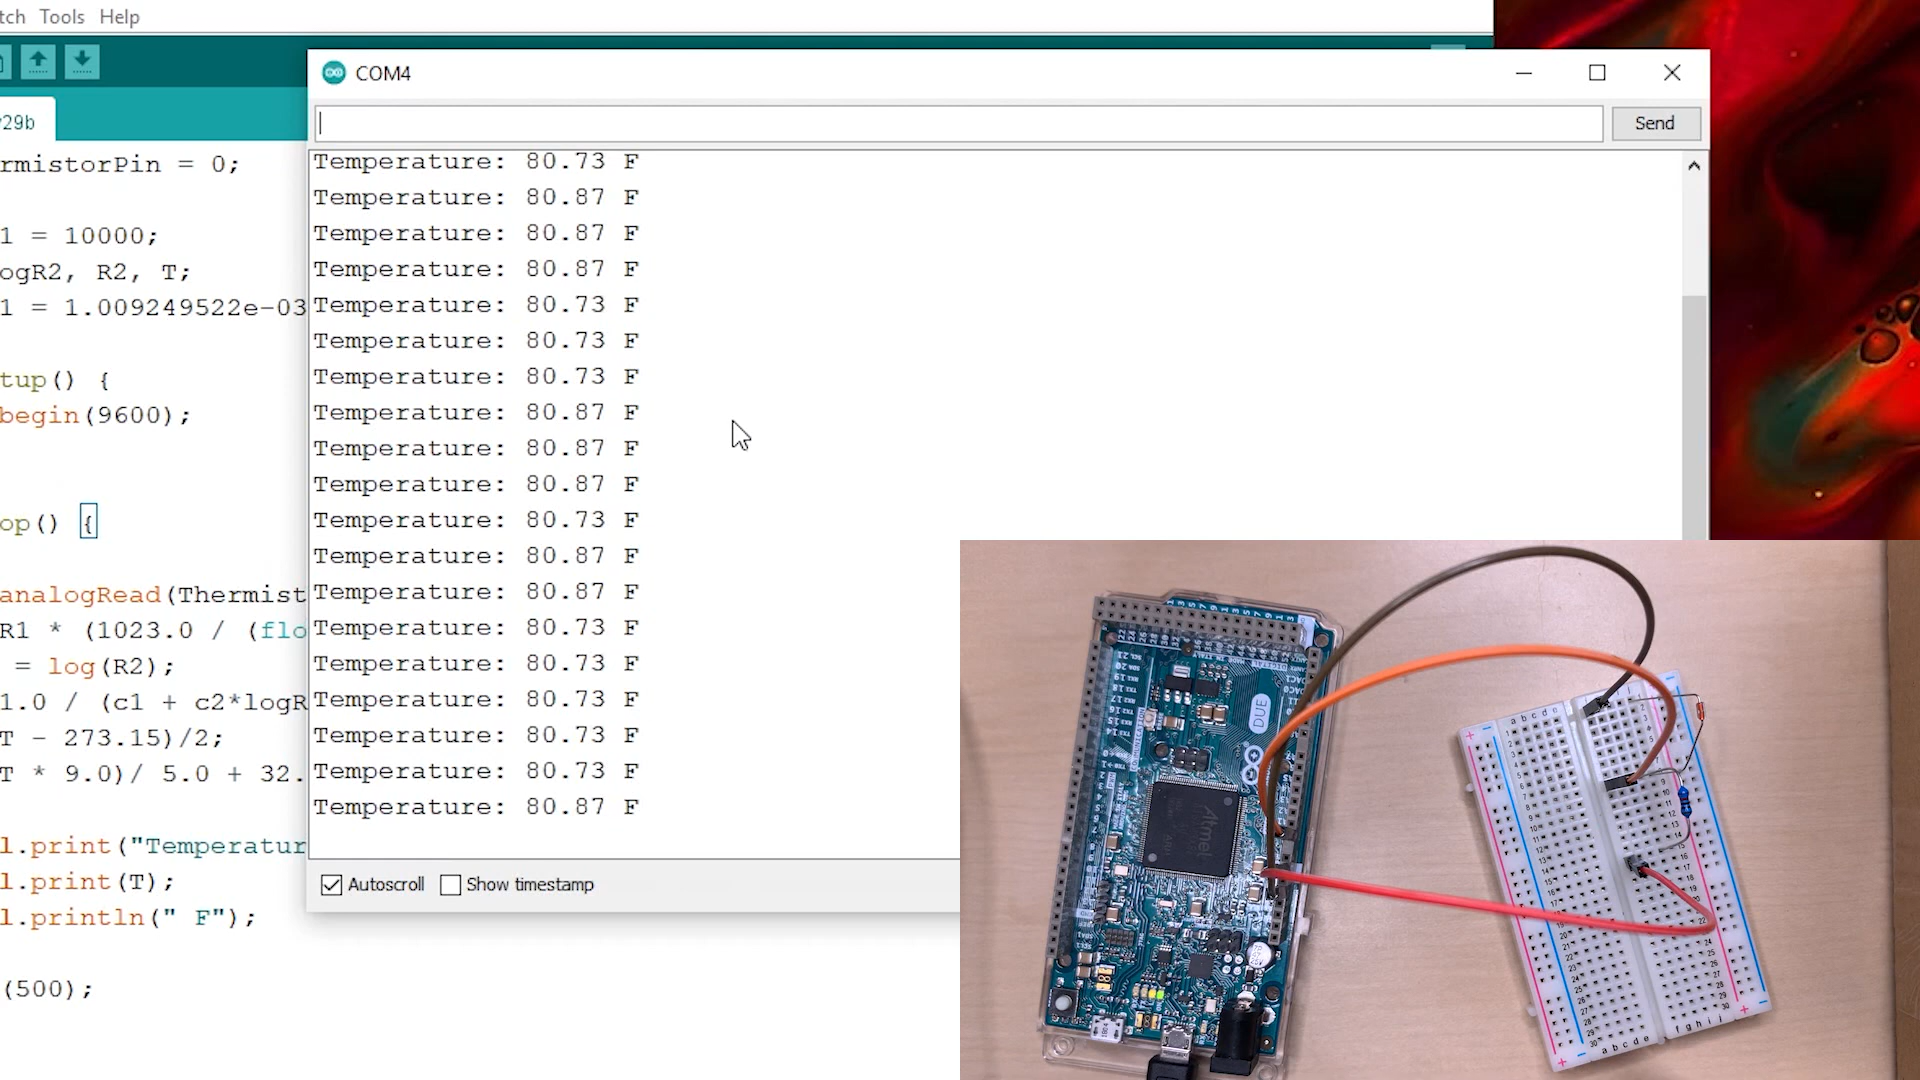 tch Tools Help
COM4
Send
29b
rmistorPin = 0;
1 = 10000;
ogR2, R2, T;
1 = 1.009249522e-03
tup() {
begin(9600);
op() {
analogRead(Thermist
R1 * (1023.0 / (flo
= log(R2);
1.0 / (c1 + c2*logR
T - 273.15)/2;
T * 9.0)/ 5.0 + 32.
l.print("Temperatur
l.print(T);
l.println(" F");
(500);
Temperature: 80.73 F
Temperature: 80.87 F
Temperature: 80.87 F
Temperature: 80.87 F
Temperature: 80.73 F
Temperature: 80.73 F
Temperature: 80.73 F
Temperature: 80.87 F
Temperature: 80.87 F
Temperature: 80.87 F
Temperature: 80.73 F
Temperature: 80.87 F
Temperature: 80.87 F
Temperature: 80.73 F
Temperature: 80.73 F
Temperature: 80.73 F
Temperature: 80.73 F
Temperature: 80.73 F
Temperature: 80.87 F
Autoscroll
Show timestamp
DUE
Atmel
a b c d e
f g h i j
a b c d e